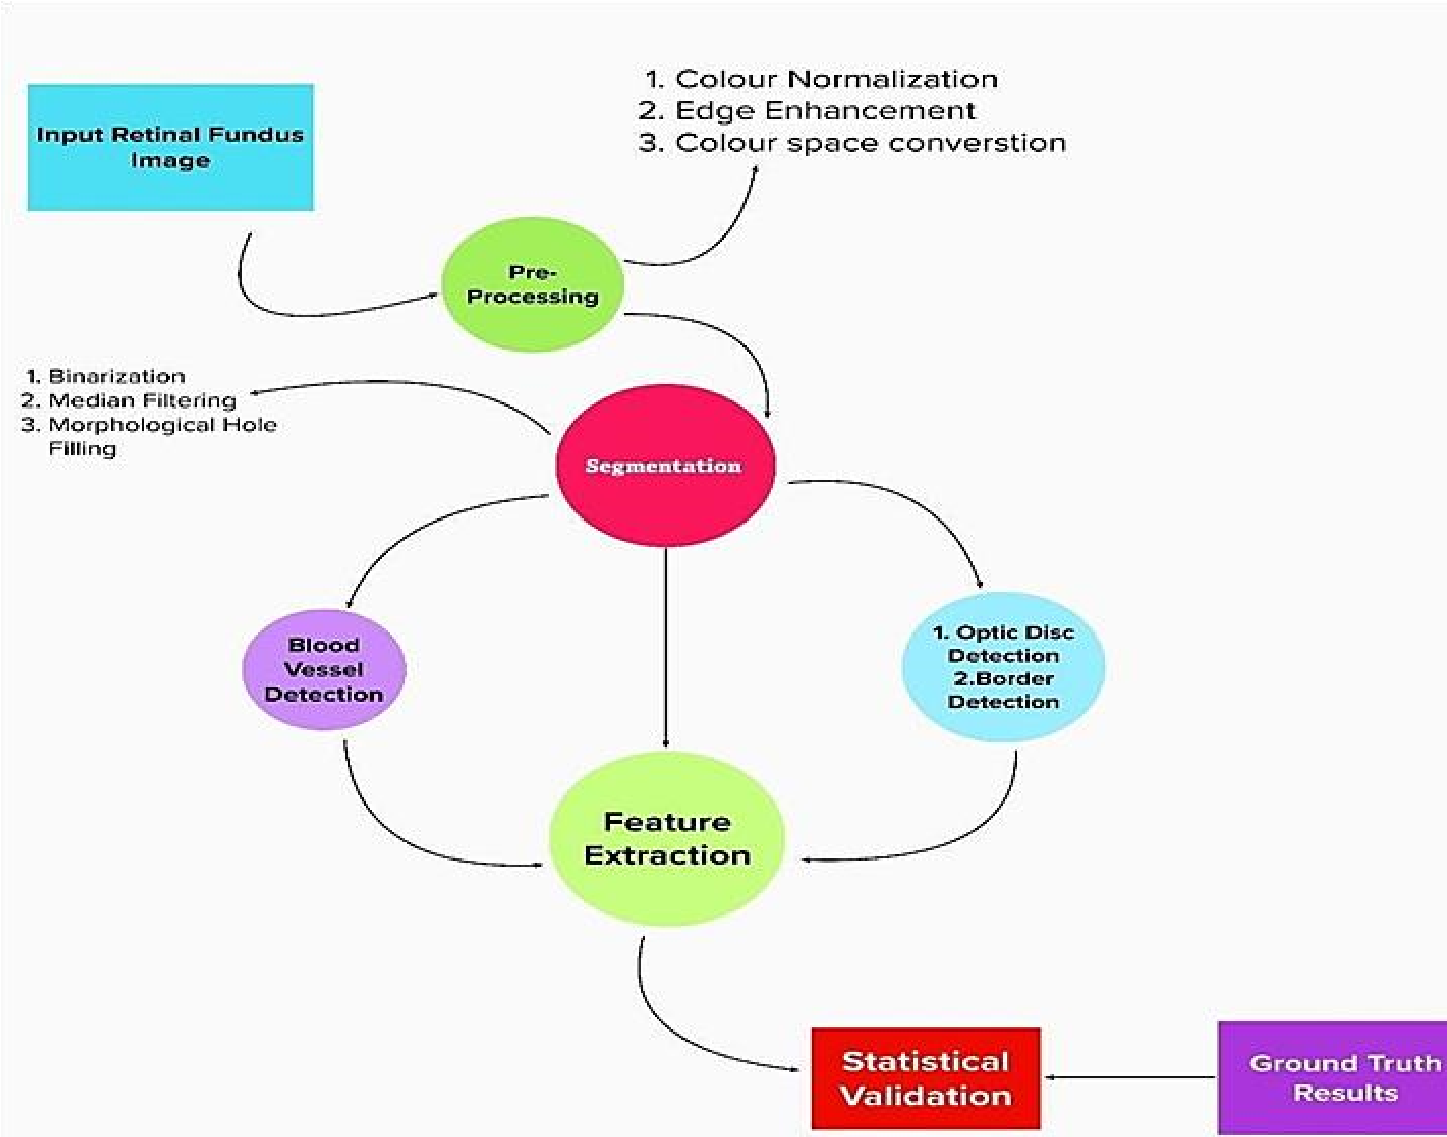 1. Colour Normalization
2. Edge Enhancement
3. Colour space converstion
Input Retinal Fundus
Image
Pre-
Processing
1. Binarization
2. Median Filtering
3. Morphological Hole
Filling
Segmentation
Blood
Vessel
Detection
1. Optic Disc
Detection
2.Border
Detection
Feature
Extraction
Statistical
Validation
Ground Truth
Results